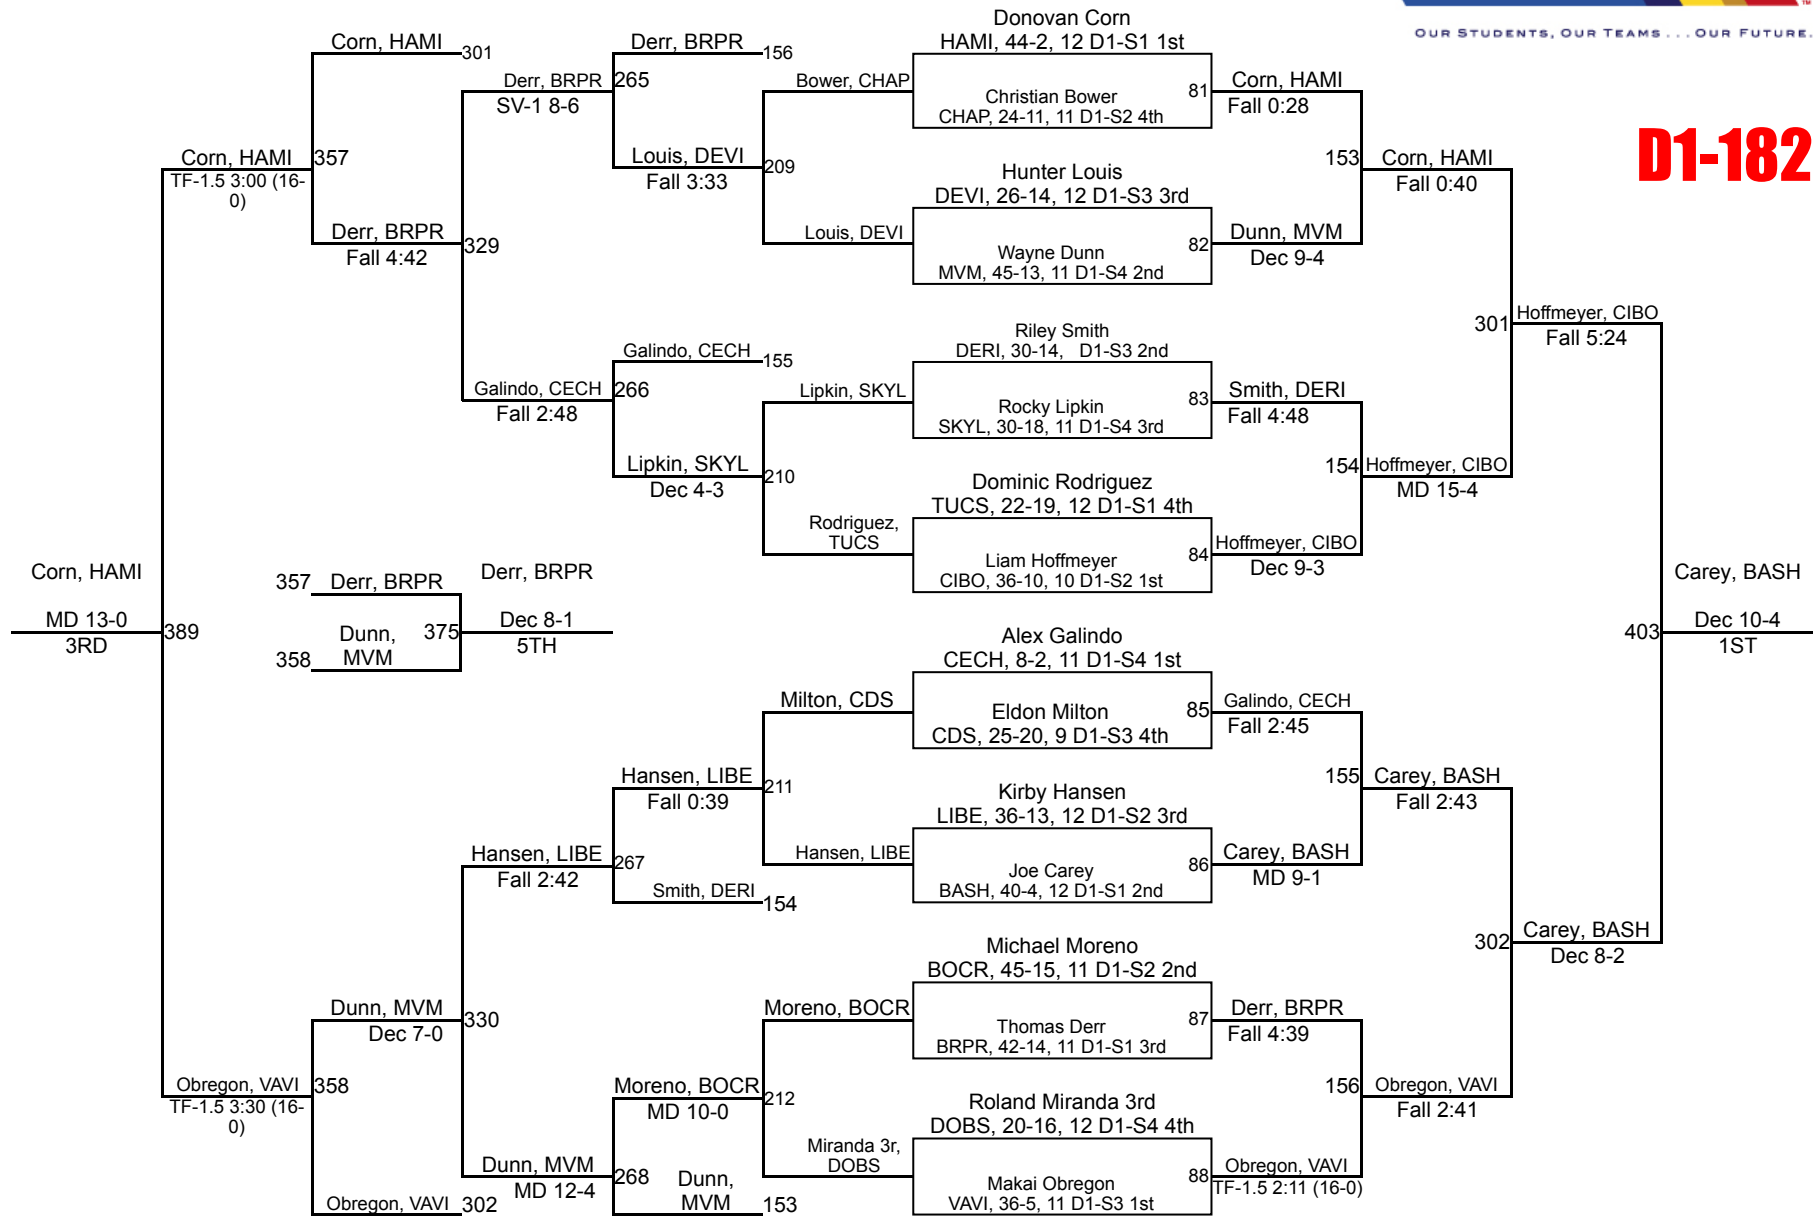 OUR STUDENTS, OUR TEAMS . . . OUR FUTURE.
TM
D1-182
Corn, HAMI
301
Derr, BRPR
SV-1 8-6
Derr, BRPR
156
265
Louis, DEVI
Fall 3:33
Bower, CHAP
209
Louis, DEVI
Donovan Corn
HAMI, 44-2, 12 D1-S1 1st
Christian Bower
CHAP, 24-11, 11 D1-S2 4th
81
Corn, HAMI
Fall 0:28
Hunter Louis
DEVI, 26-14, 12 D1-S3 3rd
Wayne Dunn
MVM, 45-13, 11 D1-S4 2nd
82
Dunn, MVM
Dec 9-4
153
Corn, HAMI
Fall 0:40
Corn, HAMI
TF-1.5 3:00 (16-
0)
357
Derr, BRPR
Fall 4:42
329
Galindo, CECH
Fall 2:48
Galindo, CECH
155
266
Lipkin, SKYL
Dec 4-3
Lipkin, SKYL
210
Rodriguez,
TUCS
Riley Smith
DERI, 30-14, D1-S3 2nd
Rocky Lipkin
SKYL, 30-18, 11 D1-S4 3rd
83
Smith, DERI
Fall 4:48
Dominic Rodriguez
TUCS, 22-19, 12 D1-S1 4th
Liam Hoffmeyer
CIBO, 36-10, 10 D1-S2 1st
84
Hoffmeyer, CIBO
Dec 9-3
154
Hoffmeyer, CIBO
MD 15-4
301
Hoffmeyer, CIBO
Fall 5:24
Corn, HAMI
MD 13-0
3RD
389
357
Derr, BRPR
Dunn,
MVM
358
375
Derr, BRPR
Dec 8-1
5TH
403
Carey, BASH
Dec 10-4
1ST
Alex Galindo
CECH, 8-2, 11 D1-S4 1st
Eldon Milton
CDS, 25-20, 9 D1-S3 4th
85
Galindo, CECH
Fall 2:45
Milton, CDS
Hansen, LIBE
Fall 0:39
211
Hansen, LIBE
Kirby Hansen
LIBE, 36-13, 12 D1-S2 3rd
Joe Carey
BASH, 40-4, 12 D1-S1 2nd
86
Carey, BASH
MD 9-1
155
Carey, BASH
Fall 2:43
Hansen, LIBE
Fall 2:42
267
Smith, DERI
154
302
Carey, BASH
Dec 8-2
Dunn, MVM
Dec 7-0
330
Moreno, BOCR
Michael Moreno
BOCR, 45-15, 11 D1-S2 2nd
Thomas Derr
BRPR, 42-14, 11 D1-S1 3rd
87
Derr, BRPR
Fall 4:39
Obregon, VAVI
TF-1.5 3:30 (16-
0)
358
Moreno, BOCR
MD 10-0
212
Miranda 3r,
DOBS
Roland Miranda 3rd
DOBS, 20-16, 12 D1-S4 4th
Makai Obregon
VAVI, 36-5, 11 D1-S3 1st
88
Obregon, VAVI
TF-1.5 2:11 (16-0)
156
Obregon, VAVI
Fall 2:41
Dunn, MVM
MD 12-4
268
Dunn,
MVM
153
Obregon, VAVI
302